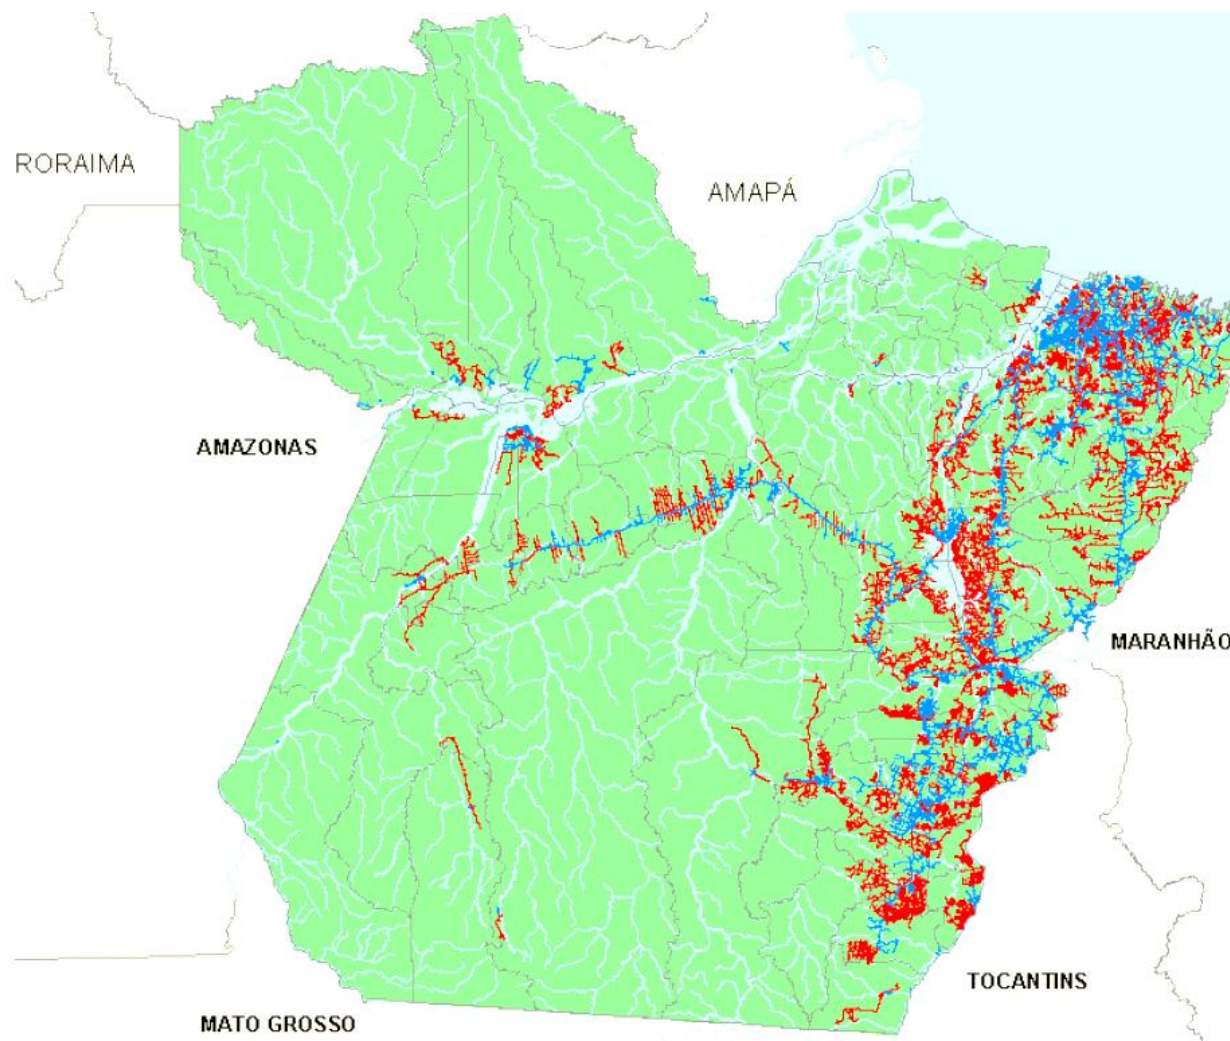 RORAIMA
AMAPÁ
AMAZONAS
MARANHÃO
TOCANTINS
MATO GROSSO